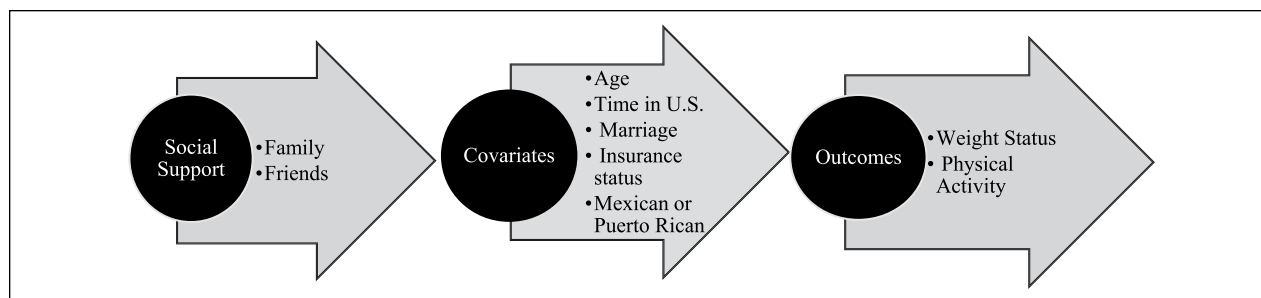 Social
Support
•Family
•Friends
Covariates
•Age
•Time in U.S.
• Marriage
• Insurance
status
•Mexican or
Puerto Rican
Outcomes
•Weight Status
• Physical
Activity